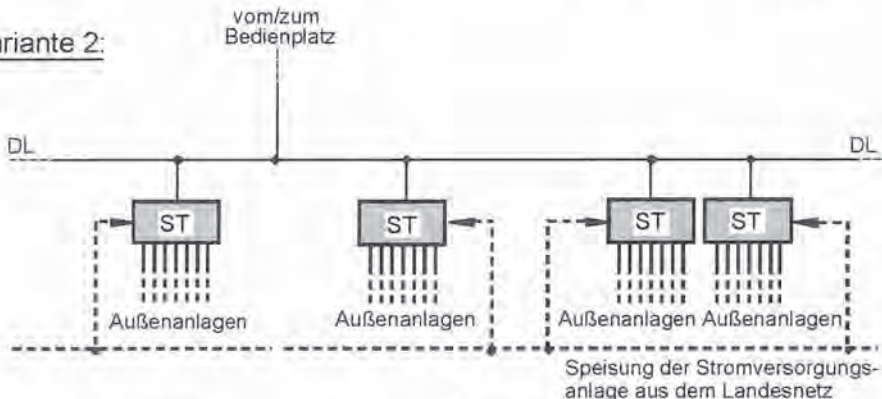 vom/zum
Bedienplatz
ariante 2:
DL
DL
ST
ST
ST
ST
Außenanlagen
Außenanlagen
Außenanlagen
Außenanlagen
Speisung der Stromversorgungs-
anlage aus dem Landesnetz